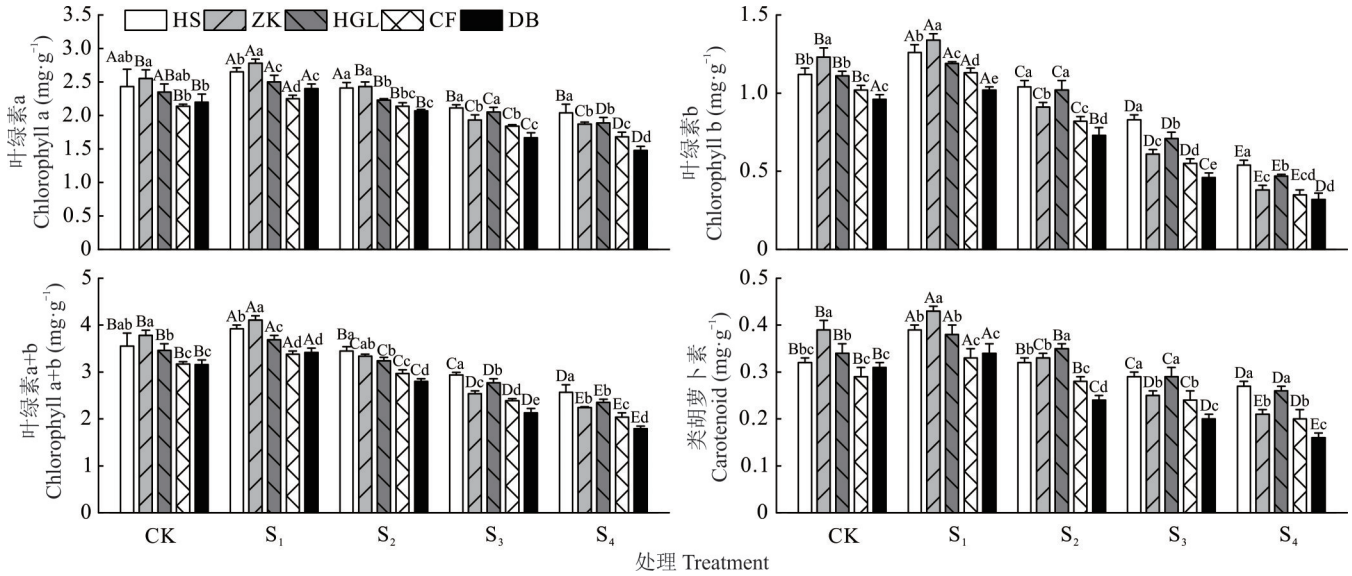 HS ZK HGL CF DB
叶绿素a
Chlorophyll a (mg·g⁻¹)
3.5
3.0
2.5
2.0
1.5
1.0
0.5
0
Aab Ba ABab Bb Bb
Ab Aa Ac Ad Ac
Aa Ba Bb Bbc Bc
Ba Cb Ca Cb Cc
Ba Cb Db Dc Dd
叶绿素b
Chlorophyll b (mg·g⁻¹)
1.5
1.0
0.5
0
Bb Ba Bb Bc Bd
Ab Aa Ac Ad Ae
Ca Cb Ca Cc Bd
Da Dc Db Dd Ce
Ea Ec Eb Ecd Dd
叶绿素a+b
Chlorophyll a+b (mg·g⁻¹)
5
4
3
2
1
0
Bab Ba Bb Bc Bc
Ab Aa Ac Ad Ad
Ba Cab Cb Cc Cd
Ca Dc Db Dd De
Da Eb Eb Ec Ed
CK S₁ S₂ S₃ S₄
类胡萝卜素
Carotenoid (mg·g⁻¹)
0.5
0.4
0.3
0.2
0.1
0
Bbc Ba Bb Bc Bc
Ab Aa Ab Ac Ac
Bb Bb Ba Bc Cd
Ca Db Ca Cb Dc
Da Eb Da Db Ec
CK S₁ S₂ S₃ S₄
处理 Treatment